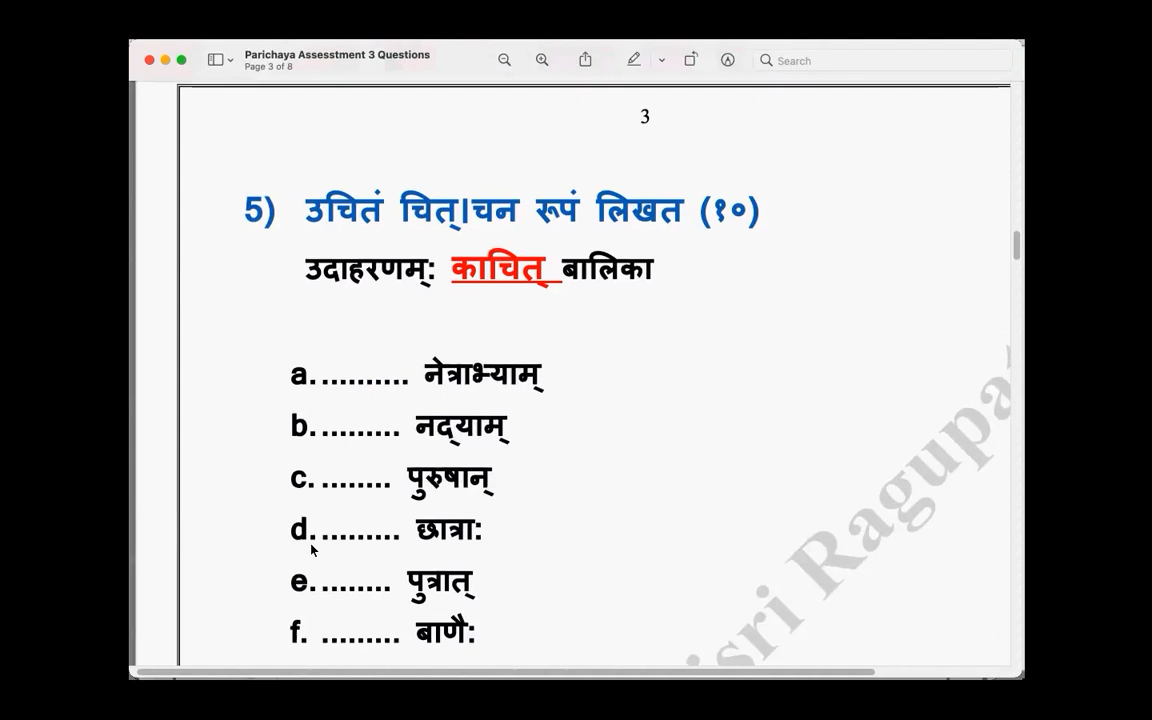 Parichaya Assesstment 3 Questions
Page 3 of 8
Search
3
5) उचितं चित्।चन रूपं लिखत (१०)
उदाहरणम्: काचित् बालिका
a. .......... नेत्राभ्याम्
b. ......... नद्याम्
c. ........ पुरुषान्
d. ......... छात्रा:
e. ........ पुत्रात्
f. ......... बाणै: